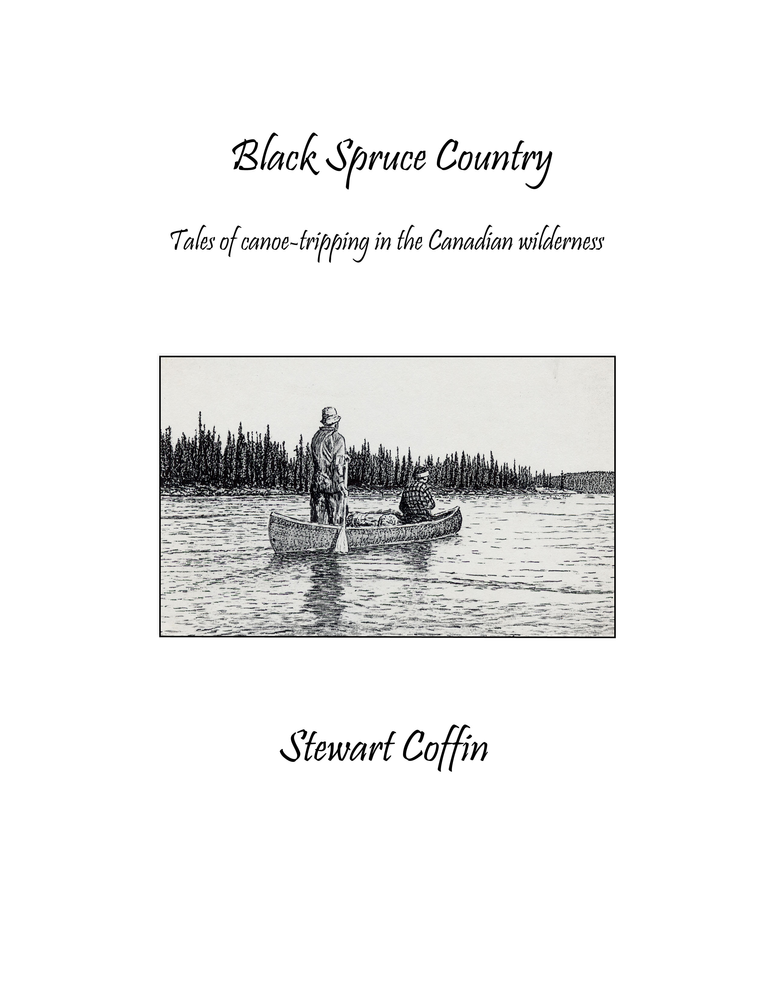 Black Spruce Country
Tales of canoe-tripping in the Canadian wilderness
Stewart Coffin